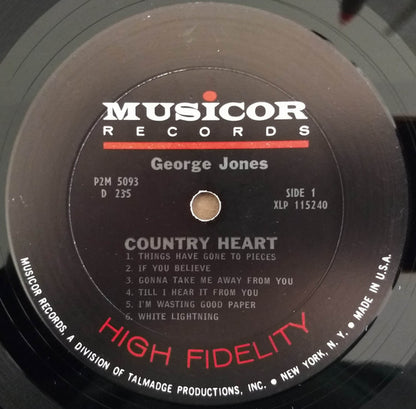 MUSICOR
RECORDS
George Jones
P2M 5093
D 235
SIDE 1
XLP 115240
COUNTRY HEART
1. THINGS HAVE GONE TO PIECES
2. IF YOU BELIEVE
3. GONNA TAKE ME AWAY FROM YOU
4. TILL I HEAR IT FROM YOU
5. I'M WASTING GOOD PAPER
6. WHITE LIGHTNING
HIGH FIDELITY
MUSICOR RECORDS, A DIVISION OF TALMADGE PRODUCTIONS, INC. ● NEW YORK, N. Y. ● MADE IN U.S.A.